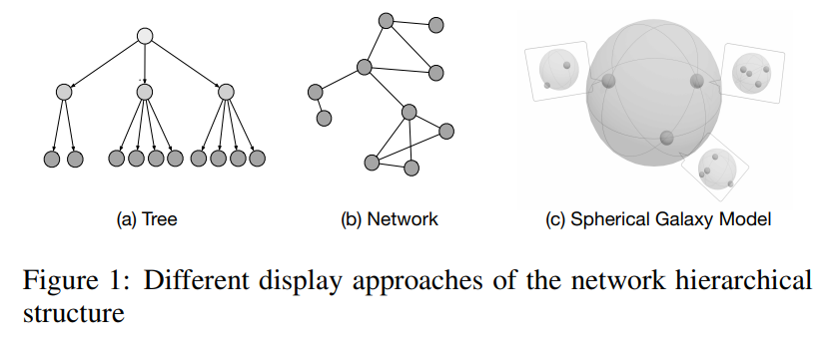 (a) Tree
(b) Network
(c) Spherical Galaxy Model
Figure 1: Different display approaches of the network hierarchical
structure